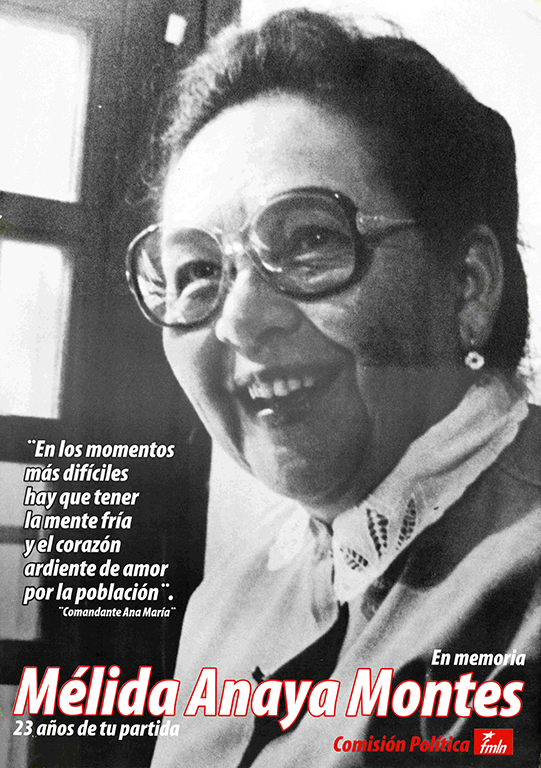 ¨En los momentos
más difíciles
hay que tener
la mente fría
y el corazón
ardiente de amor
por la población¨.
¨Comandante Ana María¨
En memoria
Mélida Anaya Montes
23 años de tu partida
Comisión Política fmln